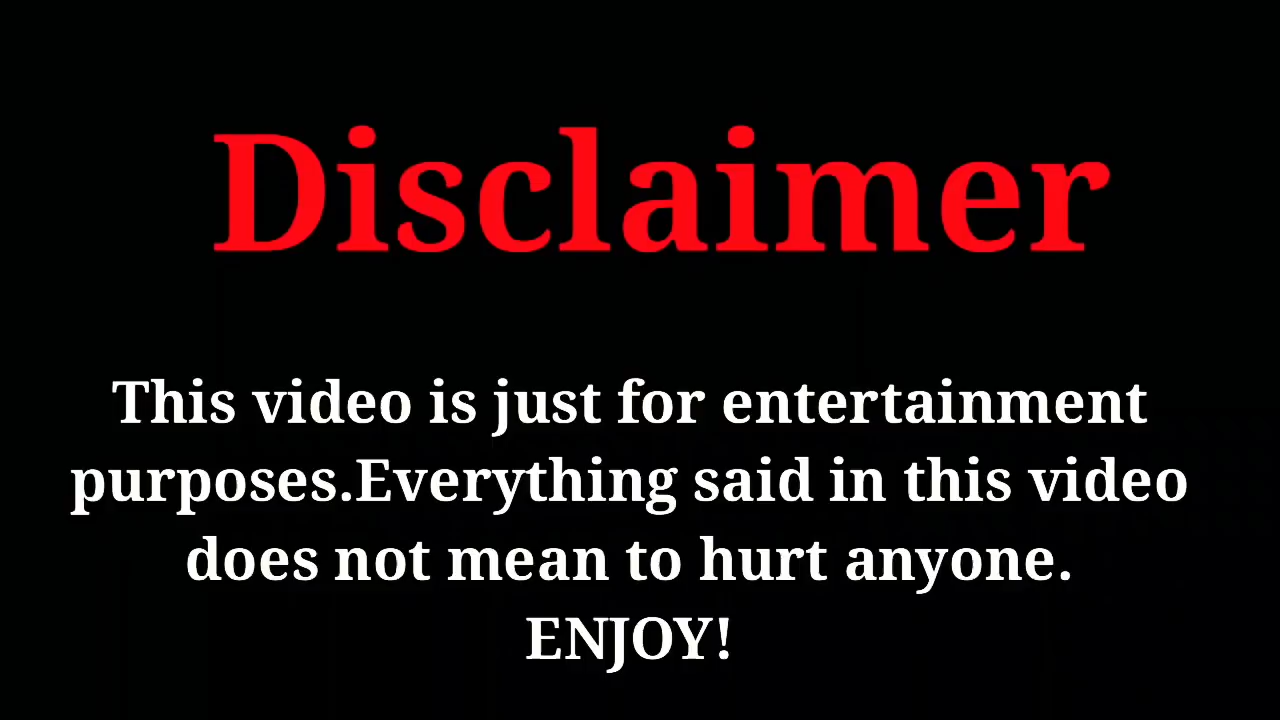 Disclaimer
This video is just for entertainment
purposes.Everything said in this video
does not mean to hurt anyone.
ENJOY!